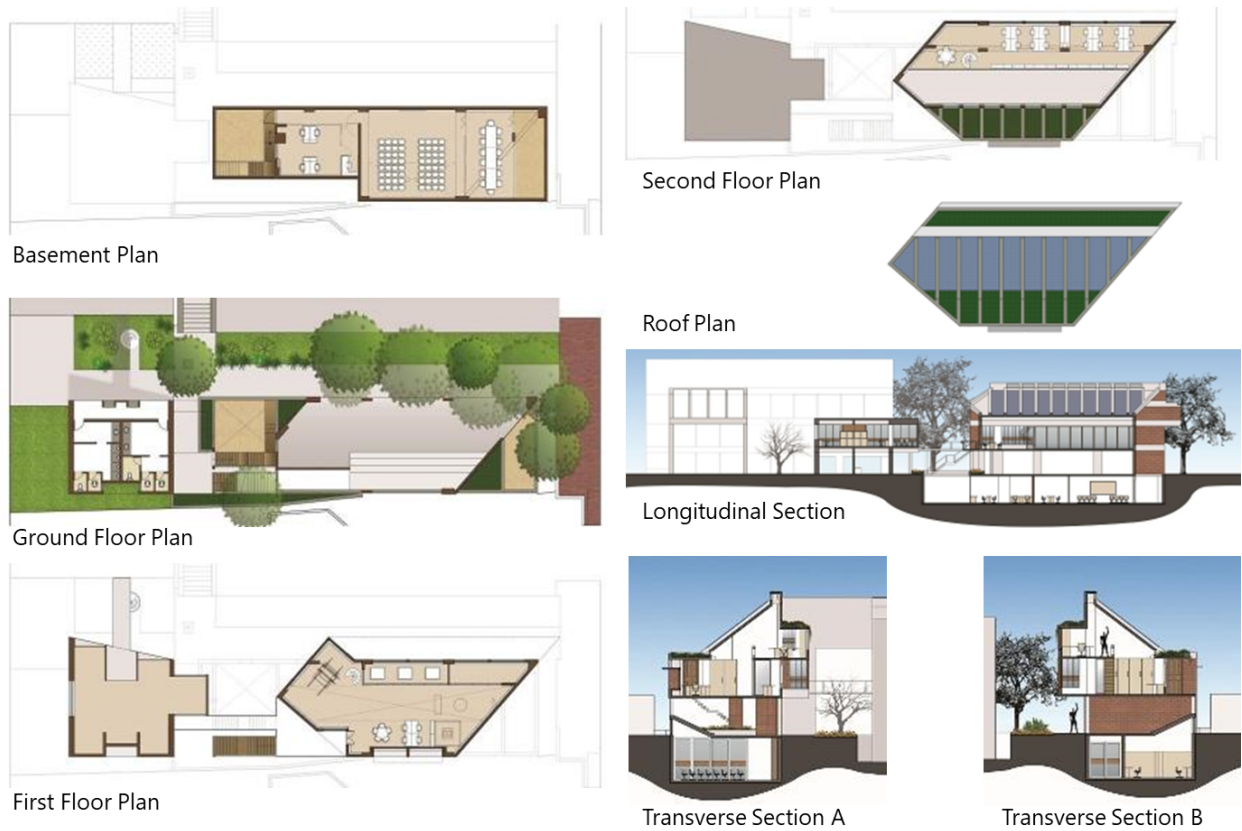 Basement Plan
Ground Floor Plan
First Floor Plan
Second Floor Plan
Roof Plan
Longitudinal Section
Transverse Section A
Transverse Section B